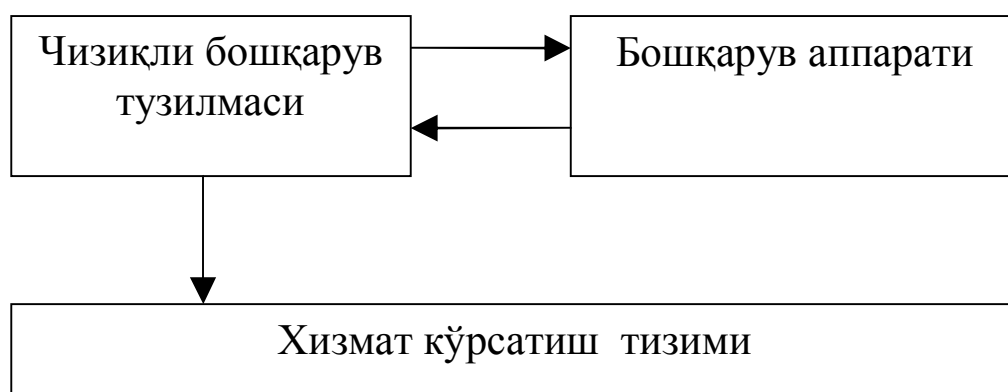 Чизиқли бошқарув
тузилмаси
Бошқарув аппарати
Хизмат кўрсатиш тизими